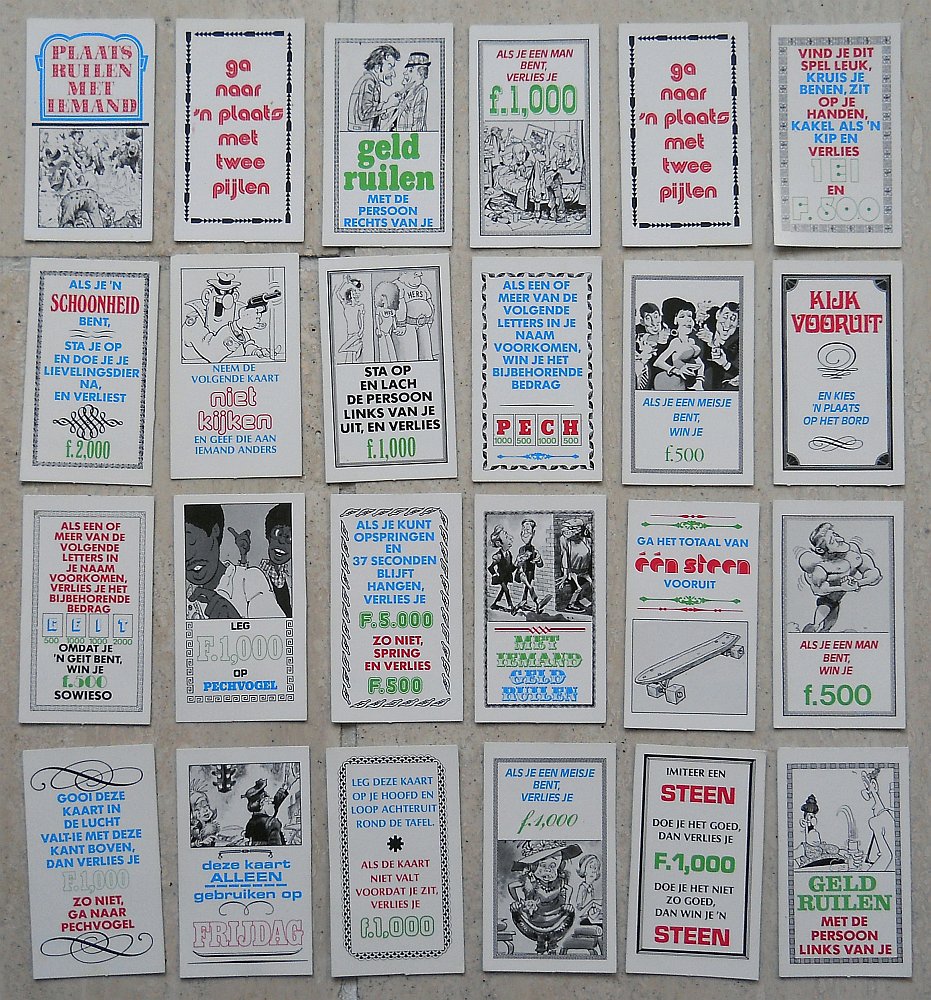 PLAATS
RUILEN
MET
IEMAND
ga
naar
'n plaats
met
twee
pijlen
geld
ruilen
MET DE
PERSOON
RECHTS VAN JE
ALS JE EEN MAN
BENT,
VERLIES JE
f.1,000
ga
naar
'n plaats
met
twee
pijlen
VIND JE DIT
SPEL LEUK,
KRUIS JE
BENEN, ZIT
OP JE
HANDEN,
KAKEL ALS 'N
KIP EN
VERLIES
1 EI
EN
F.500
ALS JE 'N
SCHOONHEID
BENT,
STA JE OP
EN DOE JE JE
LIEVELINGSDIER
NA,
EN VERLIEST
f.2,000
NEEM DE
VOLGENDE KAART
niet
kijken
EN GEEF DIE AAN
IEMAND ANDERS
HIS
HERS
STA OP
EN LACH
DE PERSOON
LINKS VAN JE
UIT, EN VERLIES
f.1,000
ALS EEN OF
MEER VAN DE
VOLGENDE
LETTERS IN JE
NAAM
VOORKOMEN,
WIN JE HET
BIJBEHORENDE
BEDRAG
P E C H
1000 500 1000 500
ALS JE EEN MEISJE
BENT,
WIN JE
f.500
KIJK
VOORUIT
EN KIES
'N PLAATS
OP HET BORD
ALS EEN OF
MEER VAN DE
VOLGENDE
LETTERS IN
JE NAAM
VOORKOMEN,
VERLIES JE HET
BIJBEHORENDE
BEDRAG
G E I T
500 1000 1000 2000
OMDAT JE
'N GEIT BENT,
WIN JE
f.500
SOWIESO
LEG
F.1,000
OP
PECHVOGEL
ALS JE KUNT
OPSPRINGEN
EN
37 SECONDEN
BLIJFT
HANGEN,
VERLIES JE
F.5.000
ZO NIET,
SPRING
EN VERLIES
F.500
MET
IEMAND
GELD
RUILEN
GA HET TOTAAL VAN
één steen
VOORUIT
ALS JE EEN MAN
BENT,
WIN JE
f.500
GOOI DEZE
KAART IN
DE LUCHT
VALT-IE MET DEZE
KANT BOVEN,
DAN VERLIES JE
F.1,000
ZO NIET,
GA NAAR
PECHVOGEL
deze kaart
ALLEEN
gebruiken op
FRIJDAG
LEG DEZE KAART
OP JE HOOFD EN
LOOP ACHTERUIT
ROND DE TAFEL.
ALS DE KAART
NIET VALT
VOORDAT JE ZIT,
VERLIES JE
f.1.000
ALS JE EEN MEISJE
BENT,
VERLIES JE
f.1,000
IMITEER EEN
STEEN
DOE JE HET GOED,
DAN VERLIES JE
F.1,000
DOE JE HET NIET
ZO GOED,
DAN WIN JE 'N
STEEN
GELD
RUILEN
MET DE
PERSOON
LINKS VAN JE